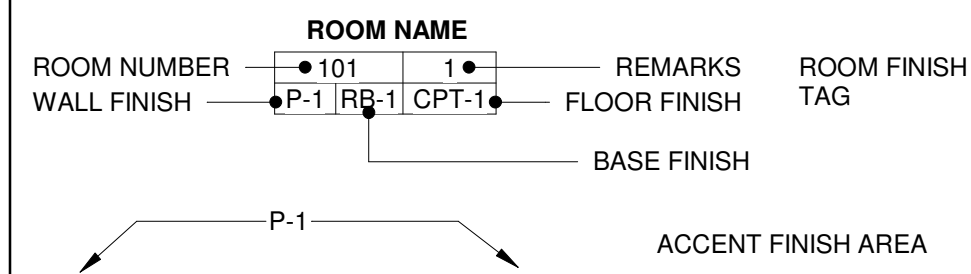 ROOM NAME
ROOM NUMBER 101 1 REMARKS ROOM FINISH
WALL FINISH P-1 RB-1 CPT-1 FLOOR FINISH TAG
BASE FINISH
P-1
ACCENT FINISH AREA